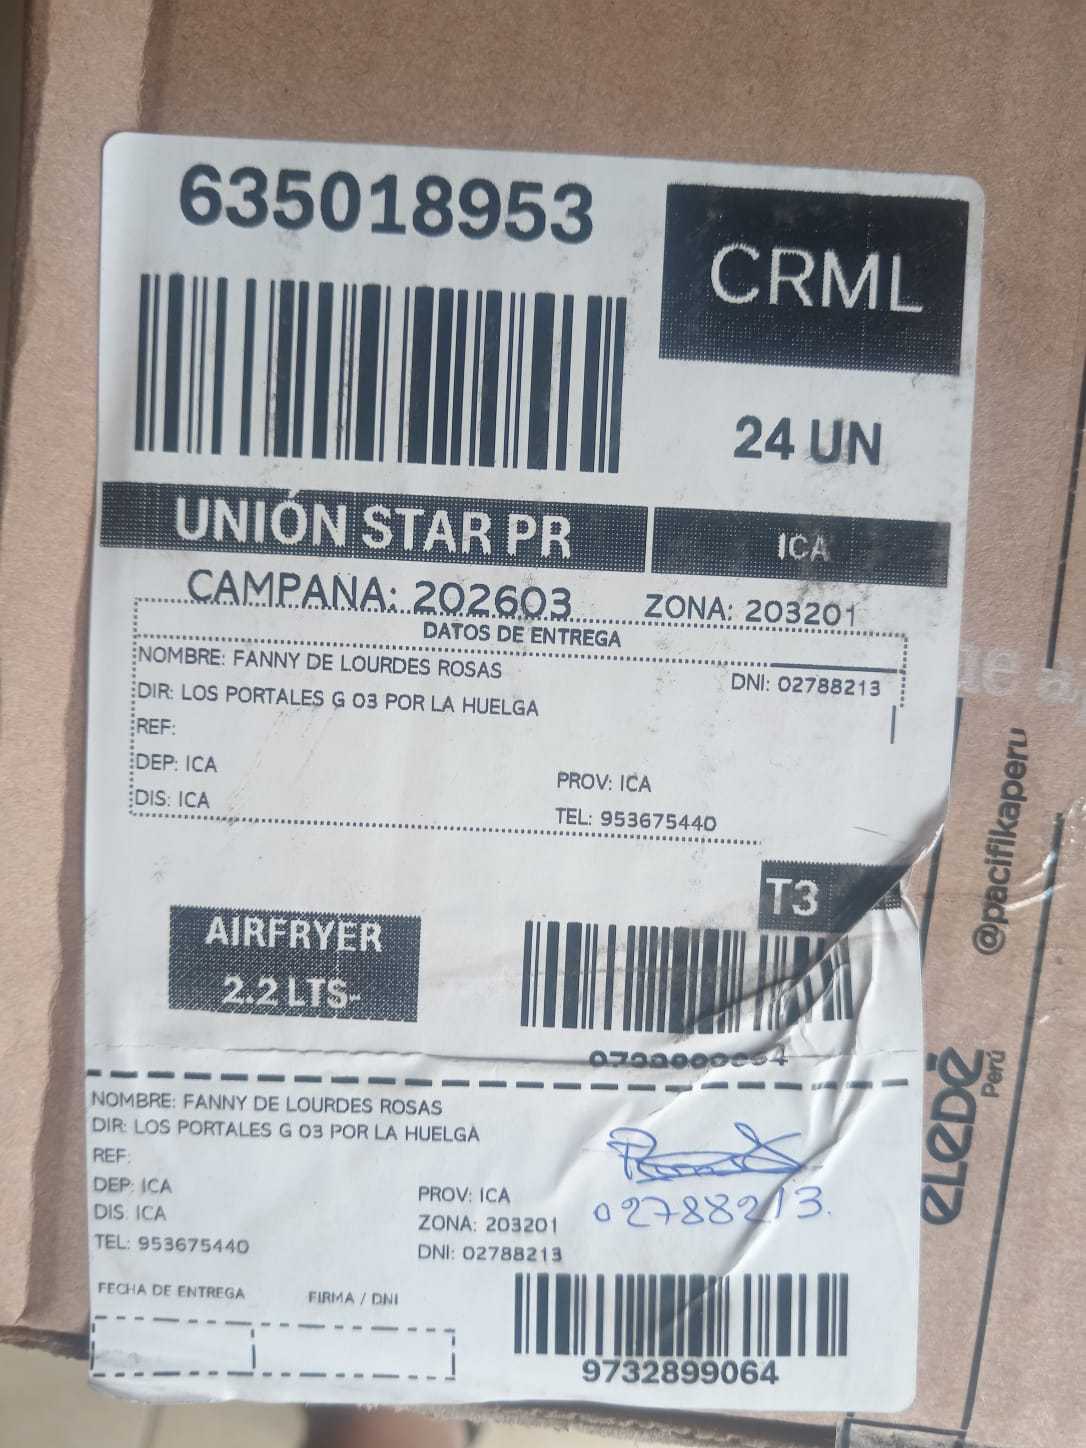 635018953
CRML
24 UN
UNIÓN STAR PR
ICA
CAMPANA: 202603
ZONA: 203201
DATOS DE ENTREGA
NOMBRE: FANNY DE LOURDES ROSAS
DNI: 02788213
DIR: LOS PORTALES G 03 POR LA HUELGA
REF:
DEP: ICA
PROV: ICA
DIS: ICA
TEL: 953675440
T3
AIRFRYER
2.2 LTS-
NOMBRE: FANNY DE LOURDES ROSAS
DIR: LOS PORTALES G 03 POR LA HUELGA
REF:
DEP: ICA
PROV: ICA
DIS: ICA
ZONA: 203201
TEL: 953675440
DNI: 02788213
02788213.
FECHA DE ENTREGA
FIRMA / DNI
9732899064
@pacifikaperu
eLeDē
Perú